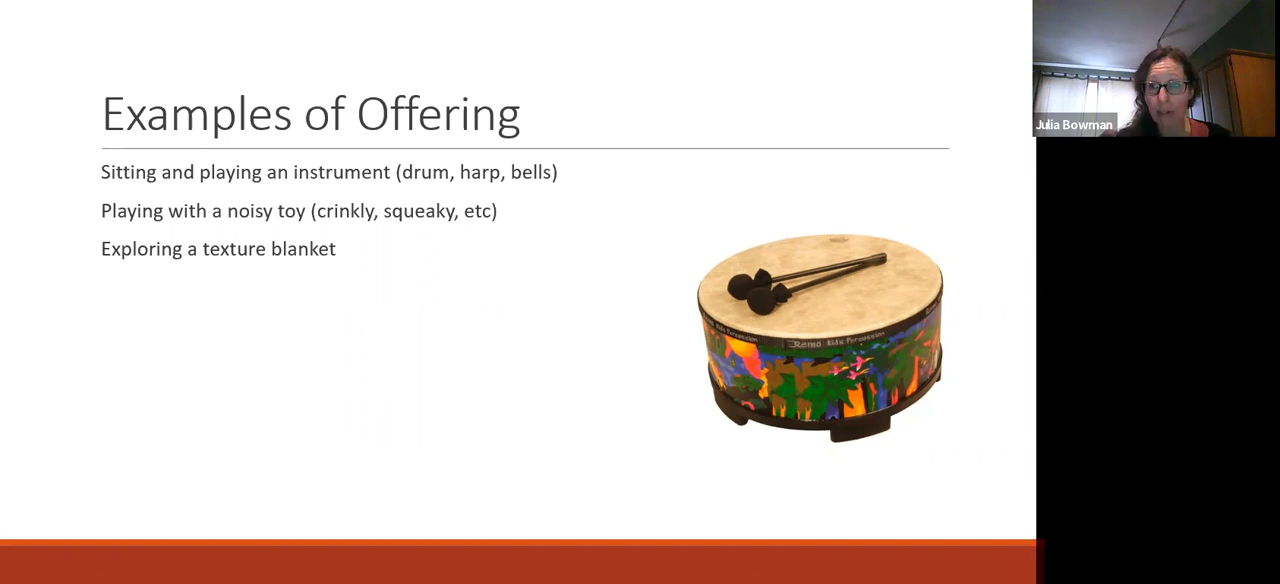 Examples of Offering
Sitting and playing an instrument (drum, harp, bells)
Playing with a noisy toy (crinkly, squeaky, etc)
Exploring a texture blanket
Remo Kids Percussion
Julia Bowman